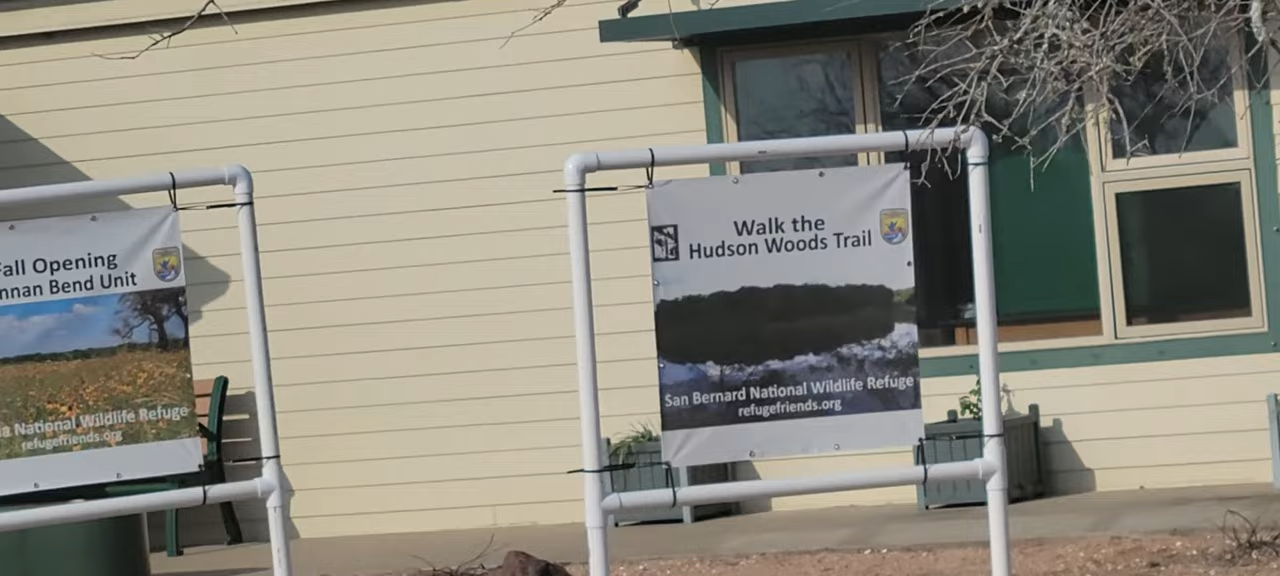 Fall Opening
nnan Bend Unit
a National Wildlife Refuge
refugefriends.org
Walk the
Hudson Woods Trail
San Bernard National Wildlife Refuge
refugefriends.org